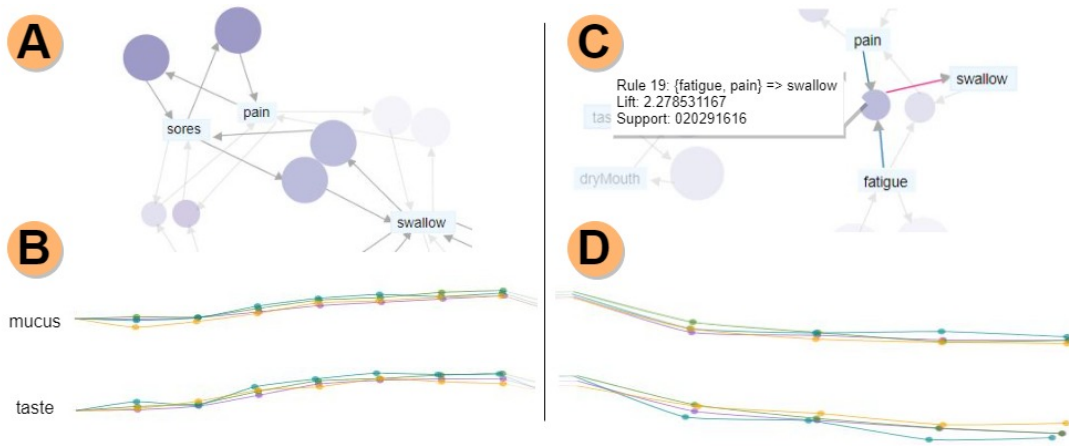 A
pain
sores
swallow
B
mucus
taste
C
pain
swallow
Rule 19: {fatigue, pain} => swallow
Lift: 2.278531167
Support: 020291616
tas
dryMouth
fatigue
D